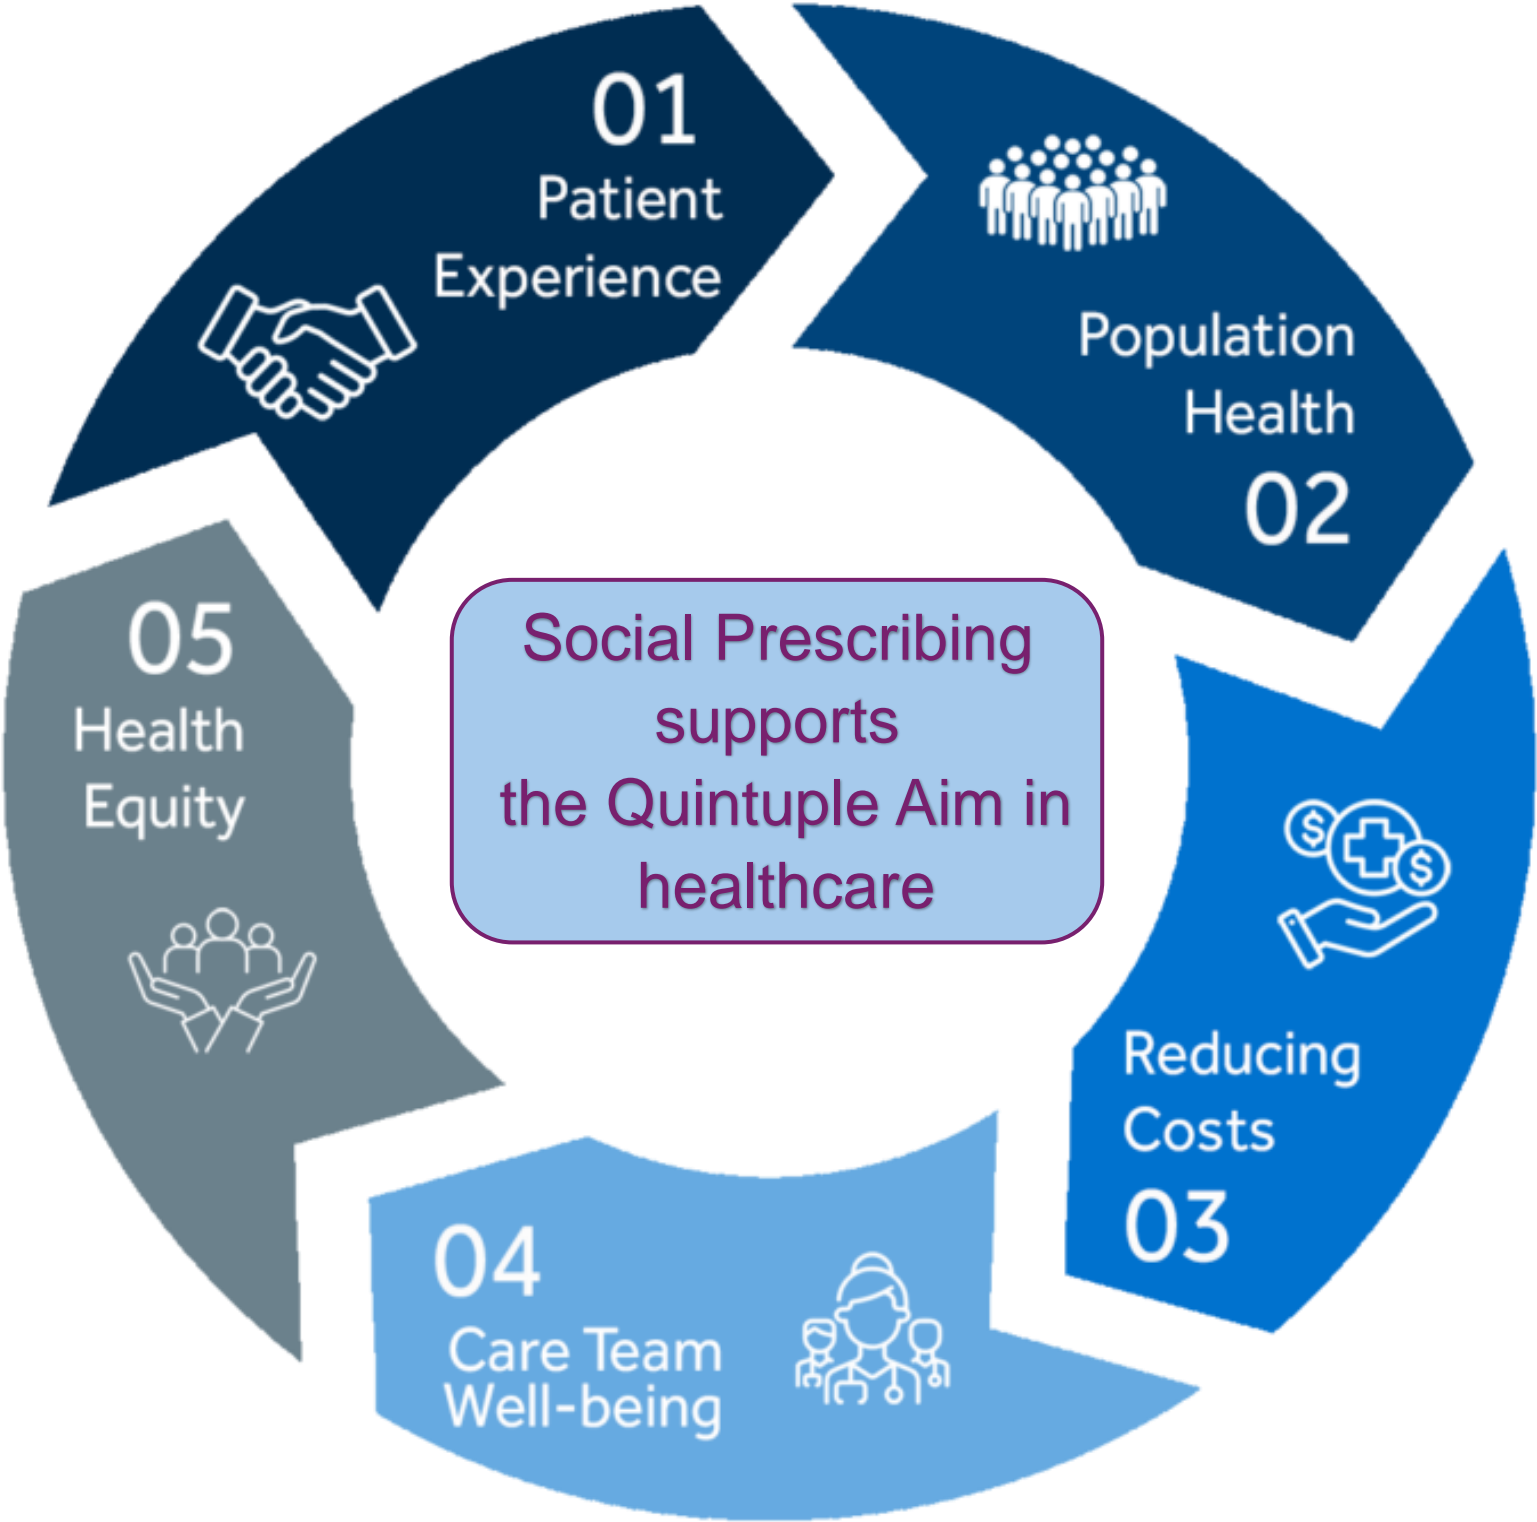 01
Patient
Experience
Population
Health
02
Reducing
Costs
03
04
Care Team
Well-being
05
Health
Equity
Social Prescribing
supports
the Quintuple Aim in
healthcare
$
$